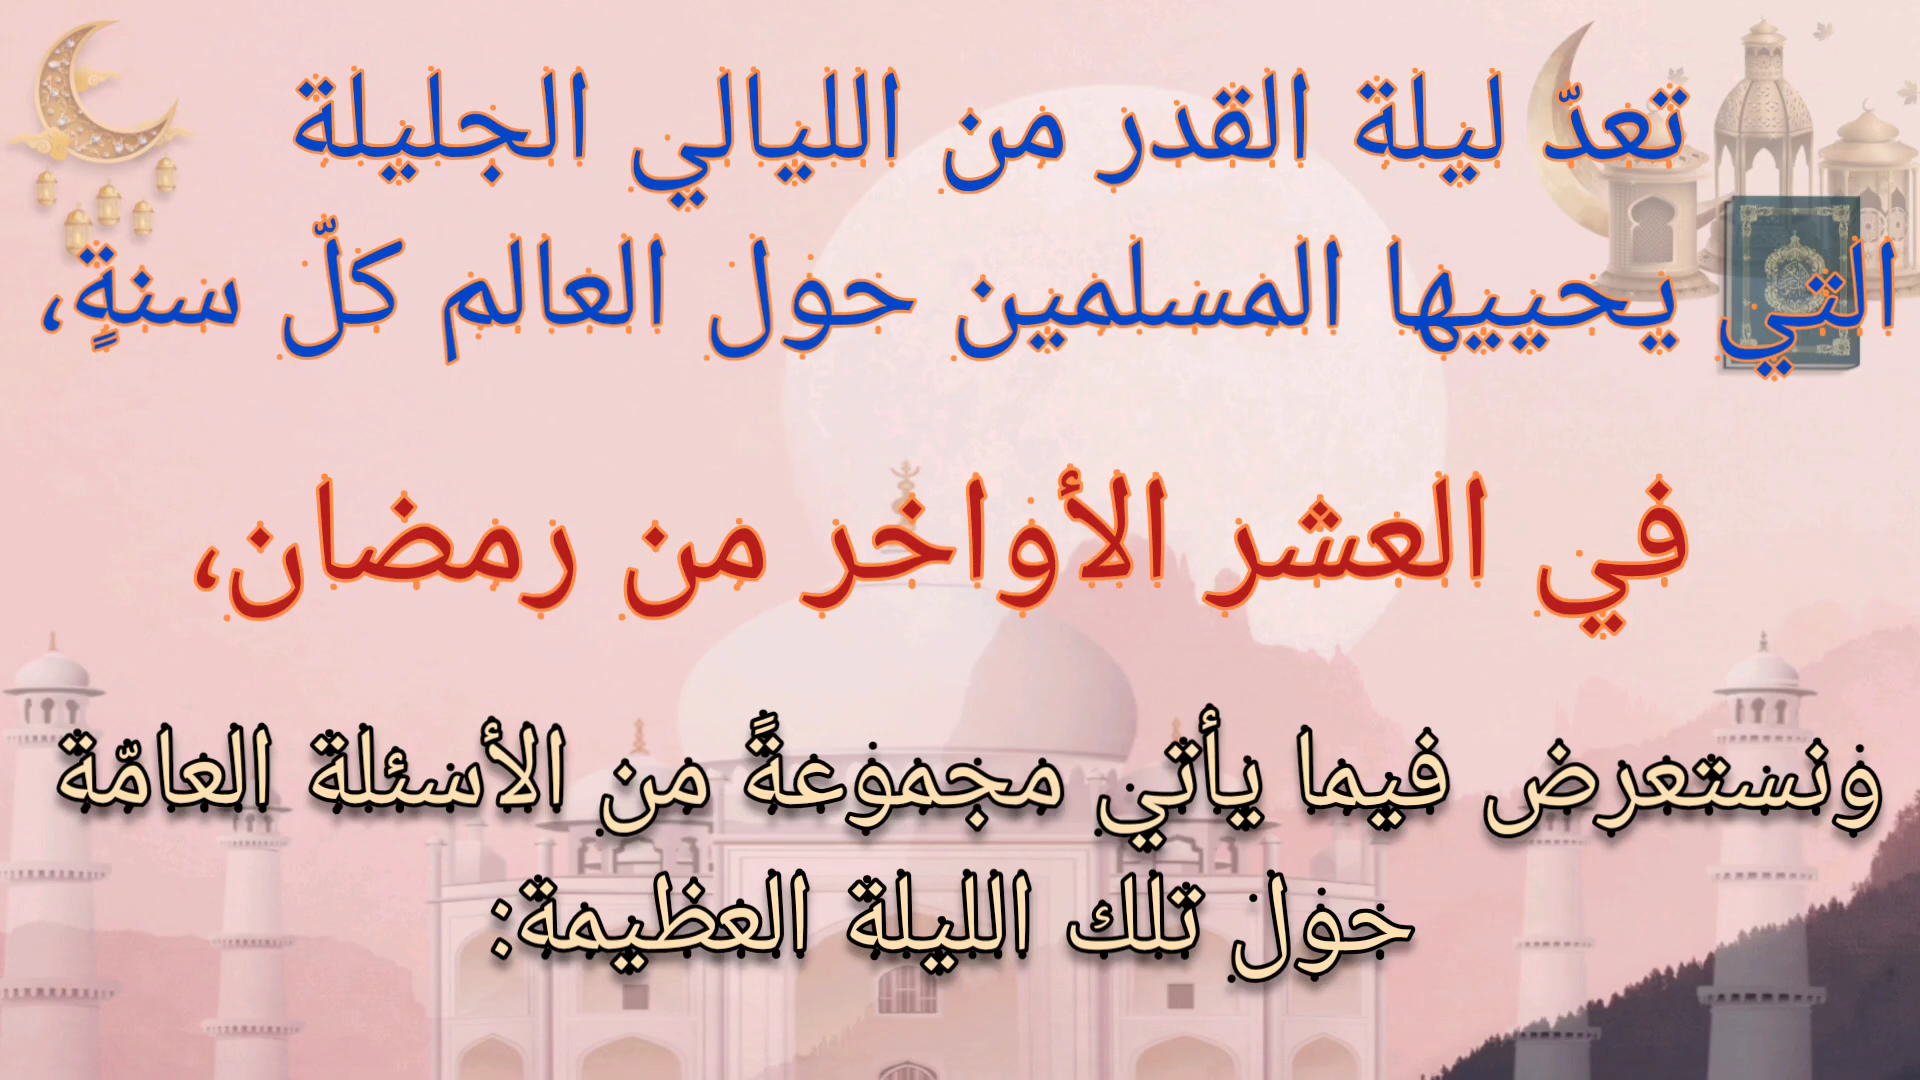 تعدّ ليلة القدر من الليالي الجليلة
التي يحييها المسلمين حول العالم كلّ سنةٍ،
في العشر الأواخر من رمضان،
ونستعرض فيما يأتي مجموعةً من الأسئلة العامّة
حول تلك الليلة العظيمة: